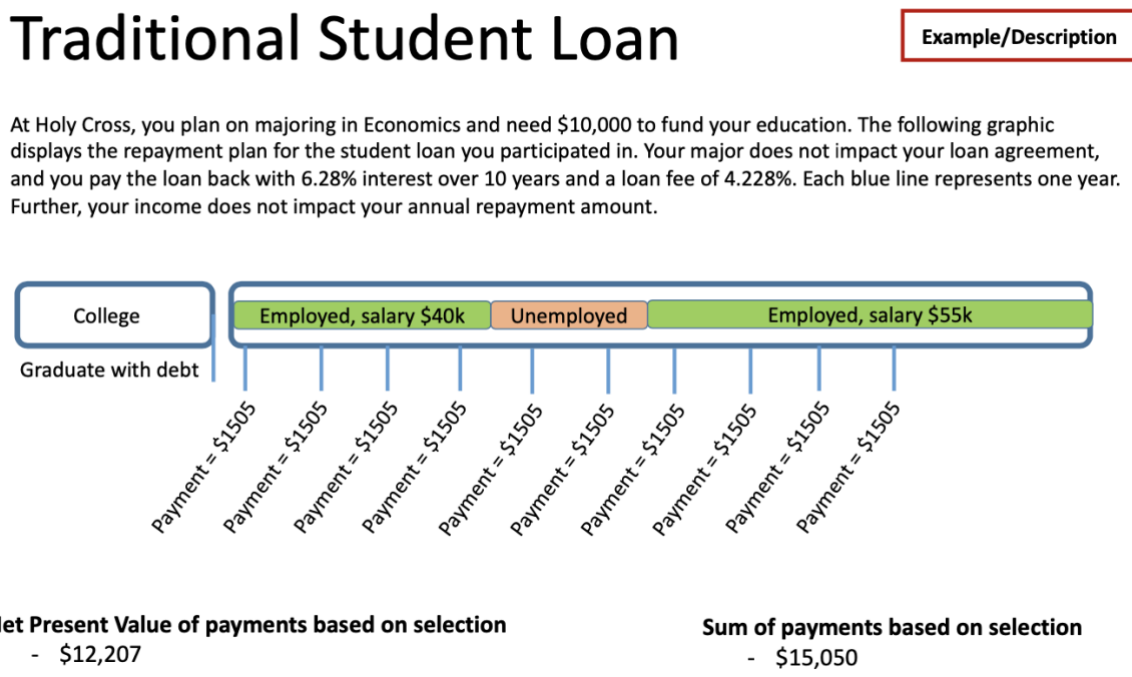 Traditional Student Loan
Example/Description
At Holy Cross, you plan on majoring in Economics and need $10,000 to fund your education. The following graphic
displays the repayment plan for the student loan you participated in. Your major does not impact your loan agreement,
and you pay the loan back with 6.28% interest over 10 years and a loan fee of 4.228%. Each blue line represents one year.
Further, your income does not impact your annual repayment amount.
College
Employed, salary $40k
Unemployed
Employed, salary $55k
Graduate with debt
Payment = $1505
Payment = $1505
Payment = $1505
Payment = $1505
Payment = $1505
Payment = $1505
Payment = $1505
Payment = $1505
Payment = $1505
Payment = $1505
et Present Value of payments based on selection
- $12,207
Sum of payments based on selection
- $15,050